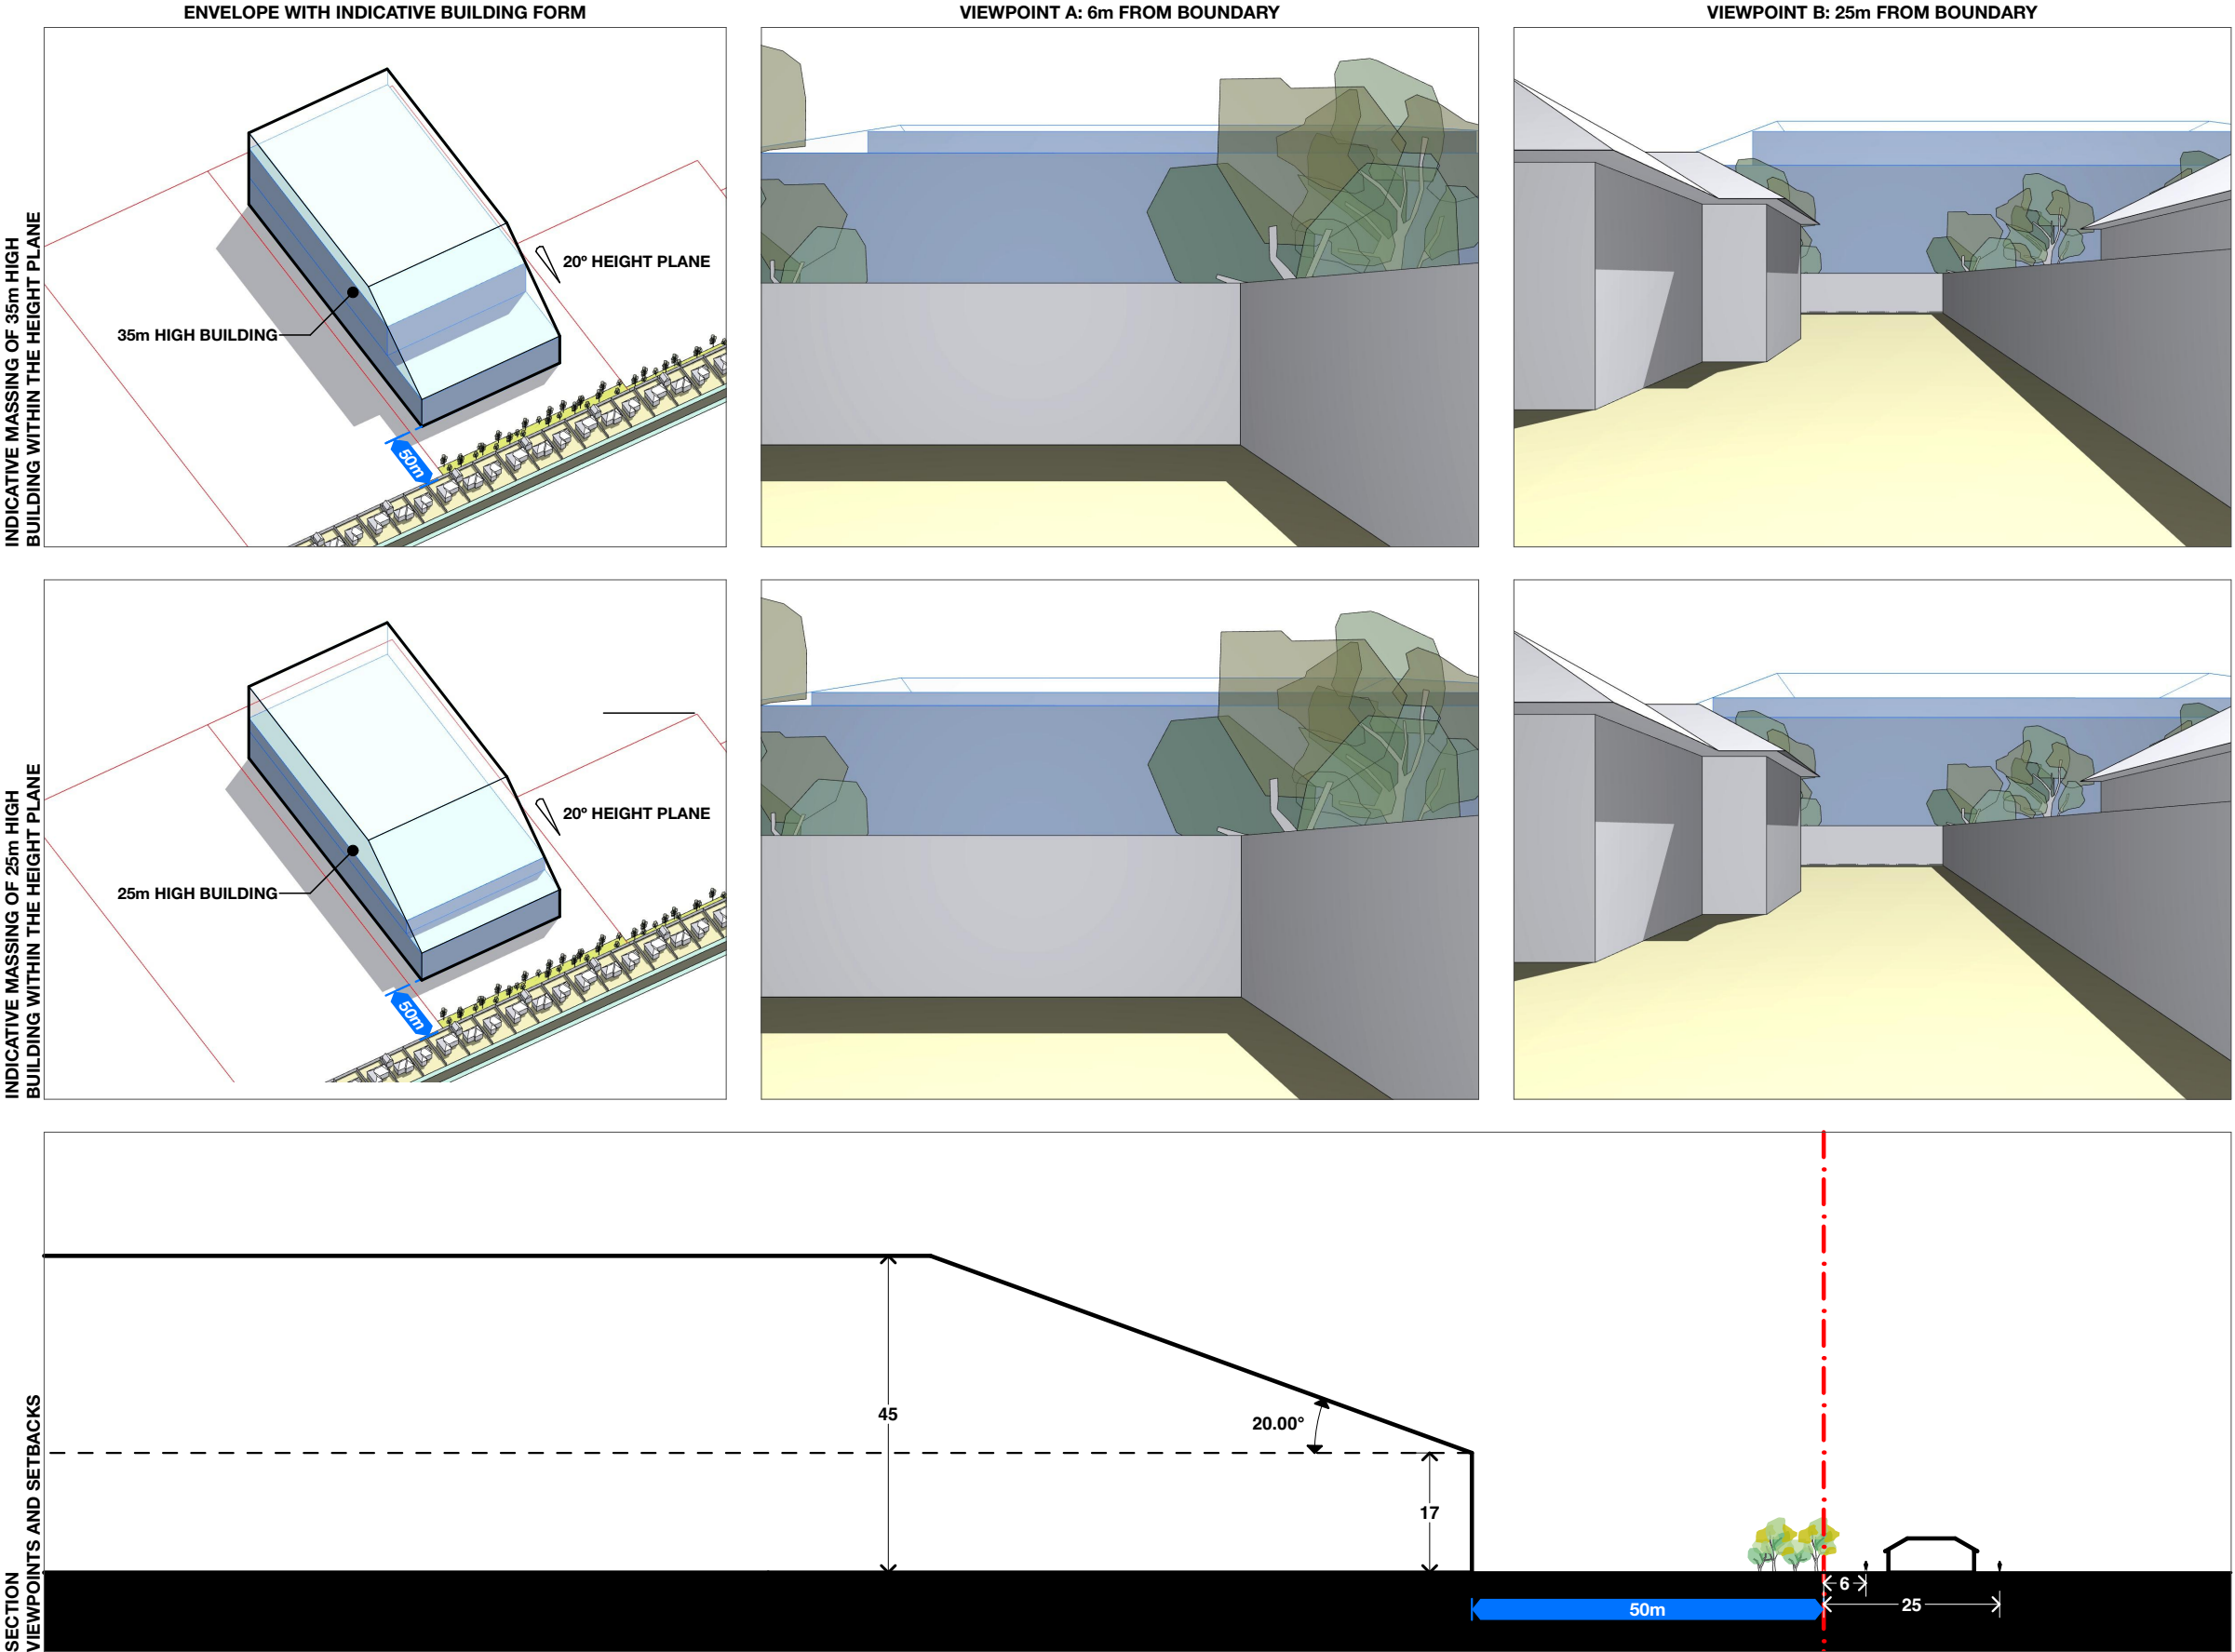 ENVELOPE WITH INDICATIVE BUILDING FORM
VIEWPOINT A: 6m FROM BOUNDARY
VIEWPOINT B: 25m FROM BOUNDARY
INDICATIVE MASSING OF 35m HIGH
BUILDING WITHIN THE HEIGHT PLANE
20º HEIGHT PLANE
35m HIGH BUILDING
50m
INDICATIVE MASSING OF 25m HIGH
BUILDING WITHIN THE HEIGHT PLANE
20º HEIGHT PLANE
25m HIGH BUILDING
50m
SECTION
VIEWPOINTS AND SETBACKS
45
20.00°
17
6
25
50m